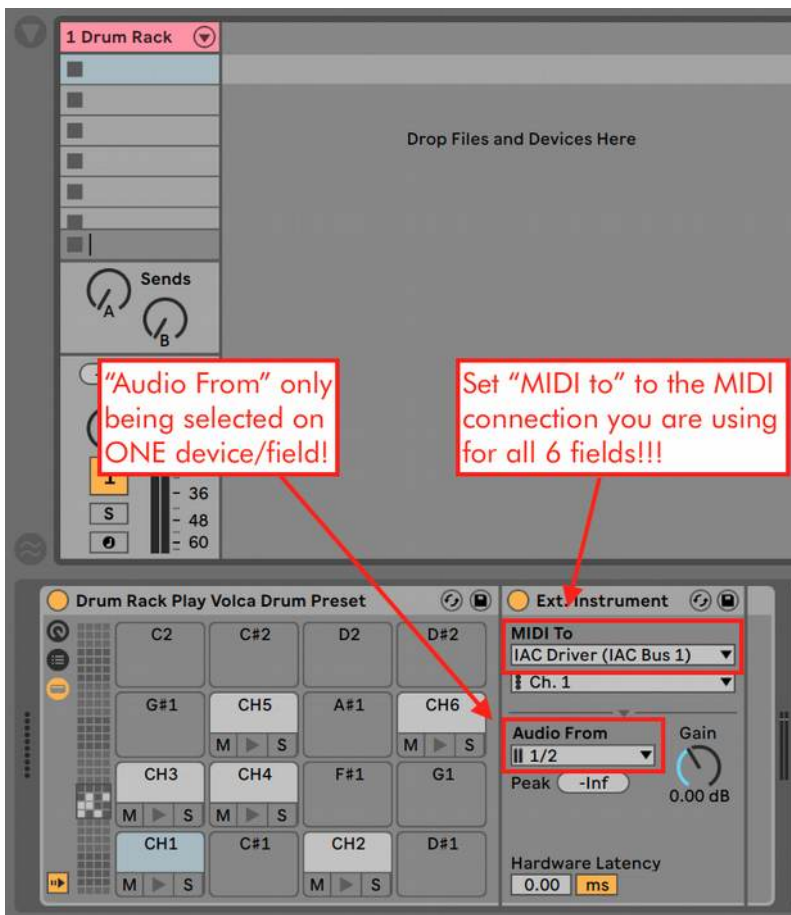 1 Drum Rack
Drop Files and Devices Here
Sends
A
B
“Audio From” only
being selected on
ONE device/field!
Set “MIDI to” to the MIDI
connection you are using
for all 6 fields!!!
1
36
S
48
60
Drum Rack Play Volca Drum Preset
Ext. Instrument
C2
C#2
D2
D#2
MIDI To
IAC Driver (IAC Bus 1)
Ch. 1
G#1
CH5
A#1
CH6
M
S
M
S
Audio From
Gain
1/2
CH3
CH4
F#1
G1
Peak
-Inf
0.00 dB
M
S
M
S
CH1
C#1
CH2
D#1
Hardware Latency
M
S
M
S
0.00
ms